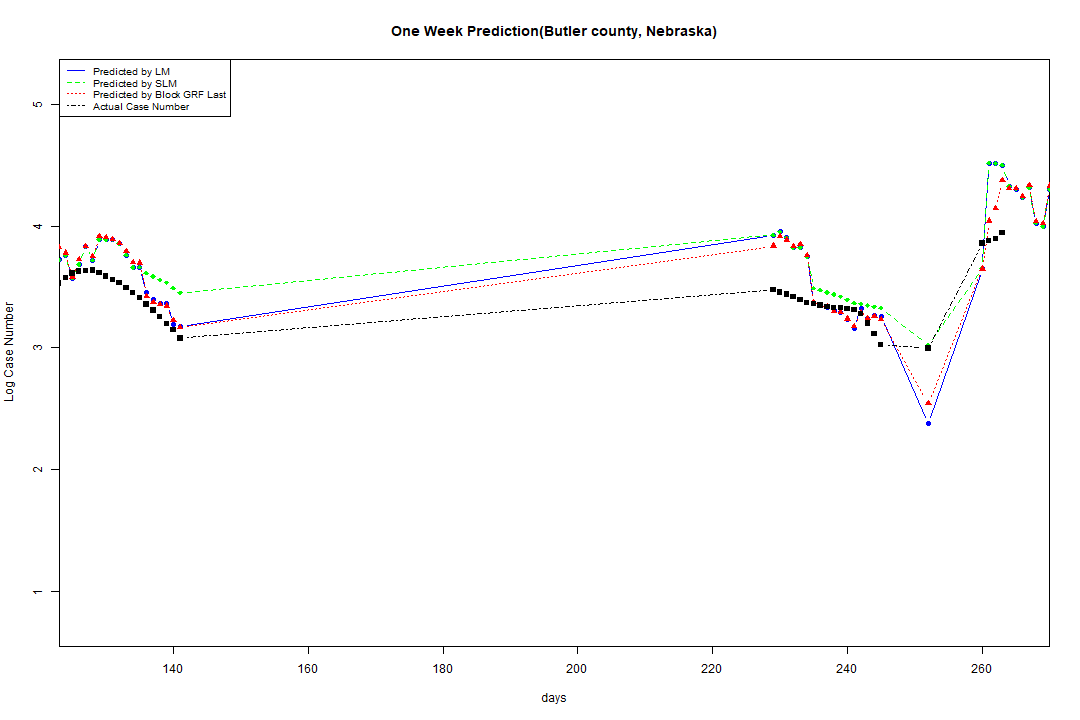 One Week Prediction(Butler county, Nebraska)
Predicted by LM
Predicted by SLM
Predicted by Block GRF Last
Actual Case Number
5
4
3
2
1
Log Case Number
140 160 180 200 220 240 260
days